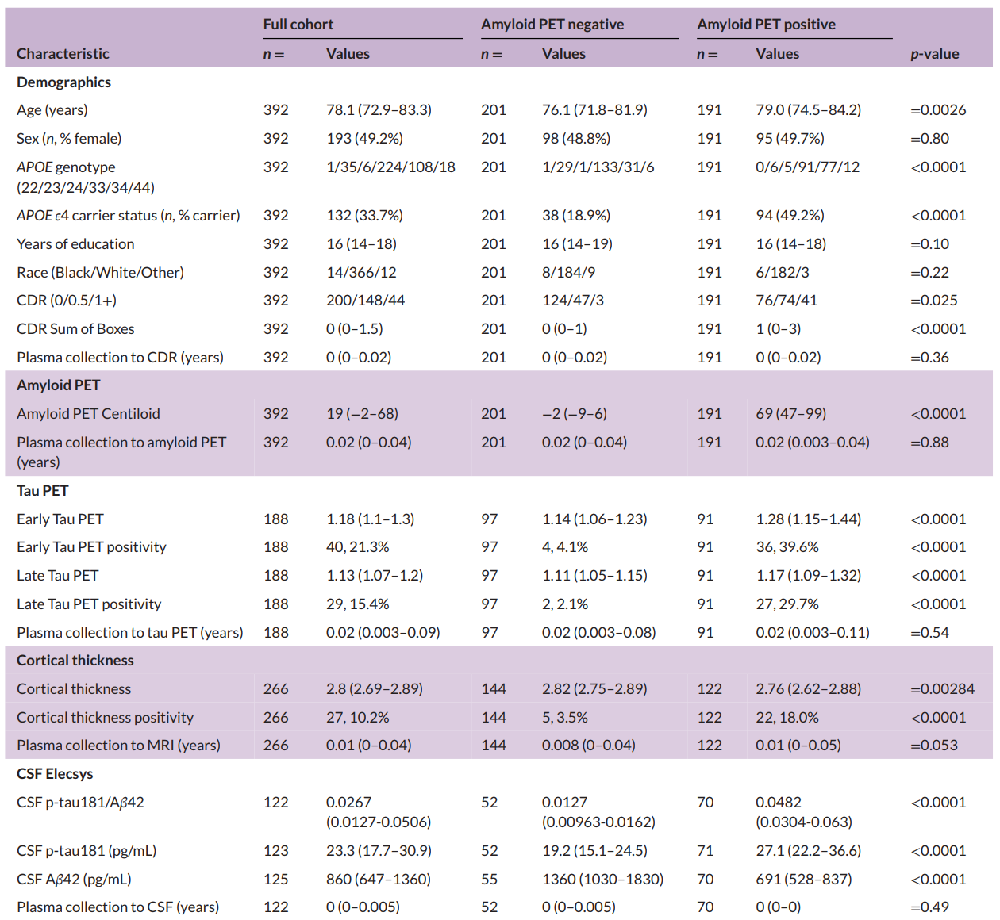 Full cohort Amyloid PET negative Amyloid PET positive
Characteristic n = Values n = Values n = Values p-value
Demographics
Age (years) 392 78.1 (72.9–83.3) 201 76.1 (71.8–81.9) 191 79.0 (74.5–84.2) =0.0026
Sex (n, % female) 392 193 (49.2%) 201 98 (48.8%) 191 95 (49.7%) =0.80
APOE genotype 392 1/35/6/224/108/18 201 1/29/1/133/31/6 191 0/6/5/91/77/12 <0.0001
(22/23/24/33/34/44)
APOE ε4 carrier status (n, % carrier) 392 132 (33.7%) 201 38 (18.9%) 191 94 (49.2%) <0.0001
Years of education 392 16 (14–18) 201 16 (14–19) 191 16 (14–18) =0.10
Race (Black/White/Other) 392 14/366/12 201 8/184/9 191 6/182/3 =0.22
CDR (0/0.5/1+) 392 200/148/44 201 124/47/3 191 76/74/41 =0.025
CDR Sum of Boxes 392 0 (0–1.5) 201 0 (0–1) 191 1 (0–3) <0.0001
Plasma collection to CDR (years) 392 0 (0–0.02) 201 0 (0–0.02) 191 0 (0–0.02) =0.36
Amyloid PET
Amyloid PET Centiloid 392 19 (−2–68) 201 −2 (−9–6) 191 69 (47–99) <0.0001
Plasma collection to amyloid PET 392 0.02 (0–0.04) 201 0.02 (0–0.04) 191 0.02 (0.003–0.04) =0.88
(years)
Tau PET
Early Tau PET 188 1.18 (1.1–1.3) 97 1.14 (1.06–1.23) 91 1.28 (1.15–1.44) <0.0001
Early Tau PET positivity 188 40, 21.3% 97 4, 4.1% 91 36, 39.6% <0.0001
Late Tau PET 188 1.13 (1.07–1.2) 97 1.11 (1.05–1.15) 91 1.17 (1.09–1.32) <0.0001
Late Tau PET positivity 188 29, 15.4% 97 2, 2.1% 91 27, 29.7% <0.0001
Plasma collection to tau PET (years) 188 0.02 (0.003–0.09) 97 0.02 (0.003–0.08) 91 0.02 (0.003–0.11) =0.54
Cortical thickness
Cortical thickness 266 2.8 (2.69–2.89) 144 2.82 (2.75–2.89) 122 2.76 (2.62–2.88) =0.00284
Cortical thickness positivity 266 27, 10.2% 144 5, 3.5% 122 22, 18.0% <0.0001
Plasma collection to MRI (years) 266 0.01 (0–0.04) 144 0.008 (0–0.04) 122 0.01 (0–0.05) =0.053
CSF Elecsys
CSF p-tau181/Aβ42 122 0.0267 52 0.0127 70 0.0482 <0.0001
(0.0127-0.0506) (0.00963-0.0162) (0.0304-0.063)
CSF p-tau181 (pg/mL) 123 23.3 (17.7–30.9) 52 19.2 (15.1–24.5) 71 27.1 (22.2–36.6) <0.0001
CSF Aβ42 (pg/mL) 125 860 (647–1360) 55 1360 (1030–1830) 70 691 (528–837) <0.0001
Plasma collection to CSF (years) 122 0 (0–0.005) 52 0 (0–0.005) 70 0 (0–0) =0.49